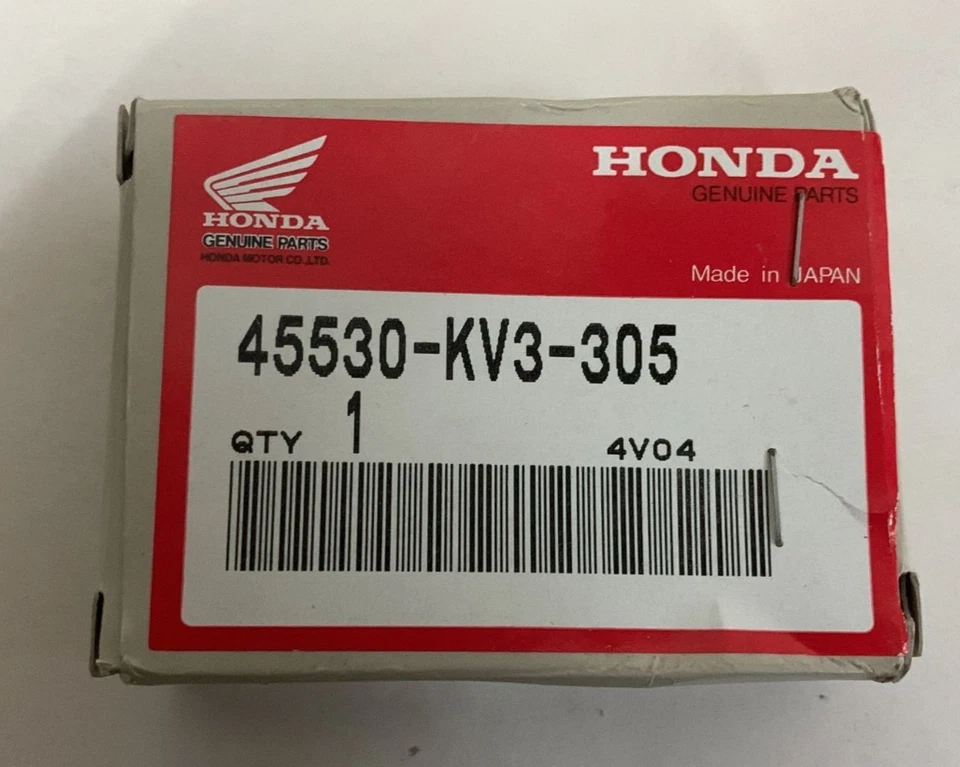 HONDA
GENUINE PARTS
HONDA MOTOR CO.,LTD.
HONDA
GENUINE PARTS
Made in JAPAN
45530-KV3-305
QTY 1 4V04